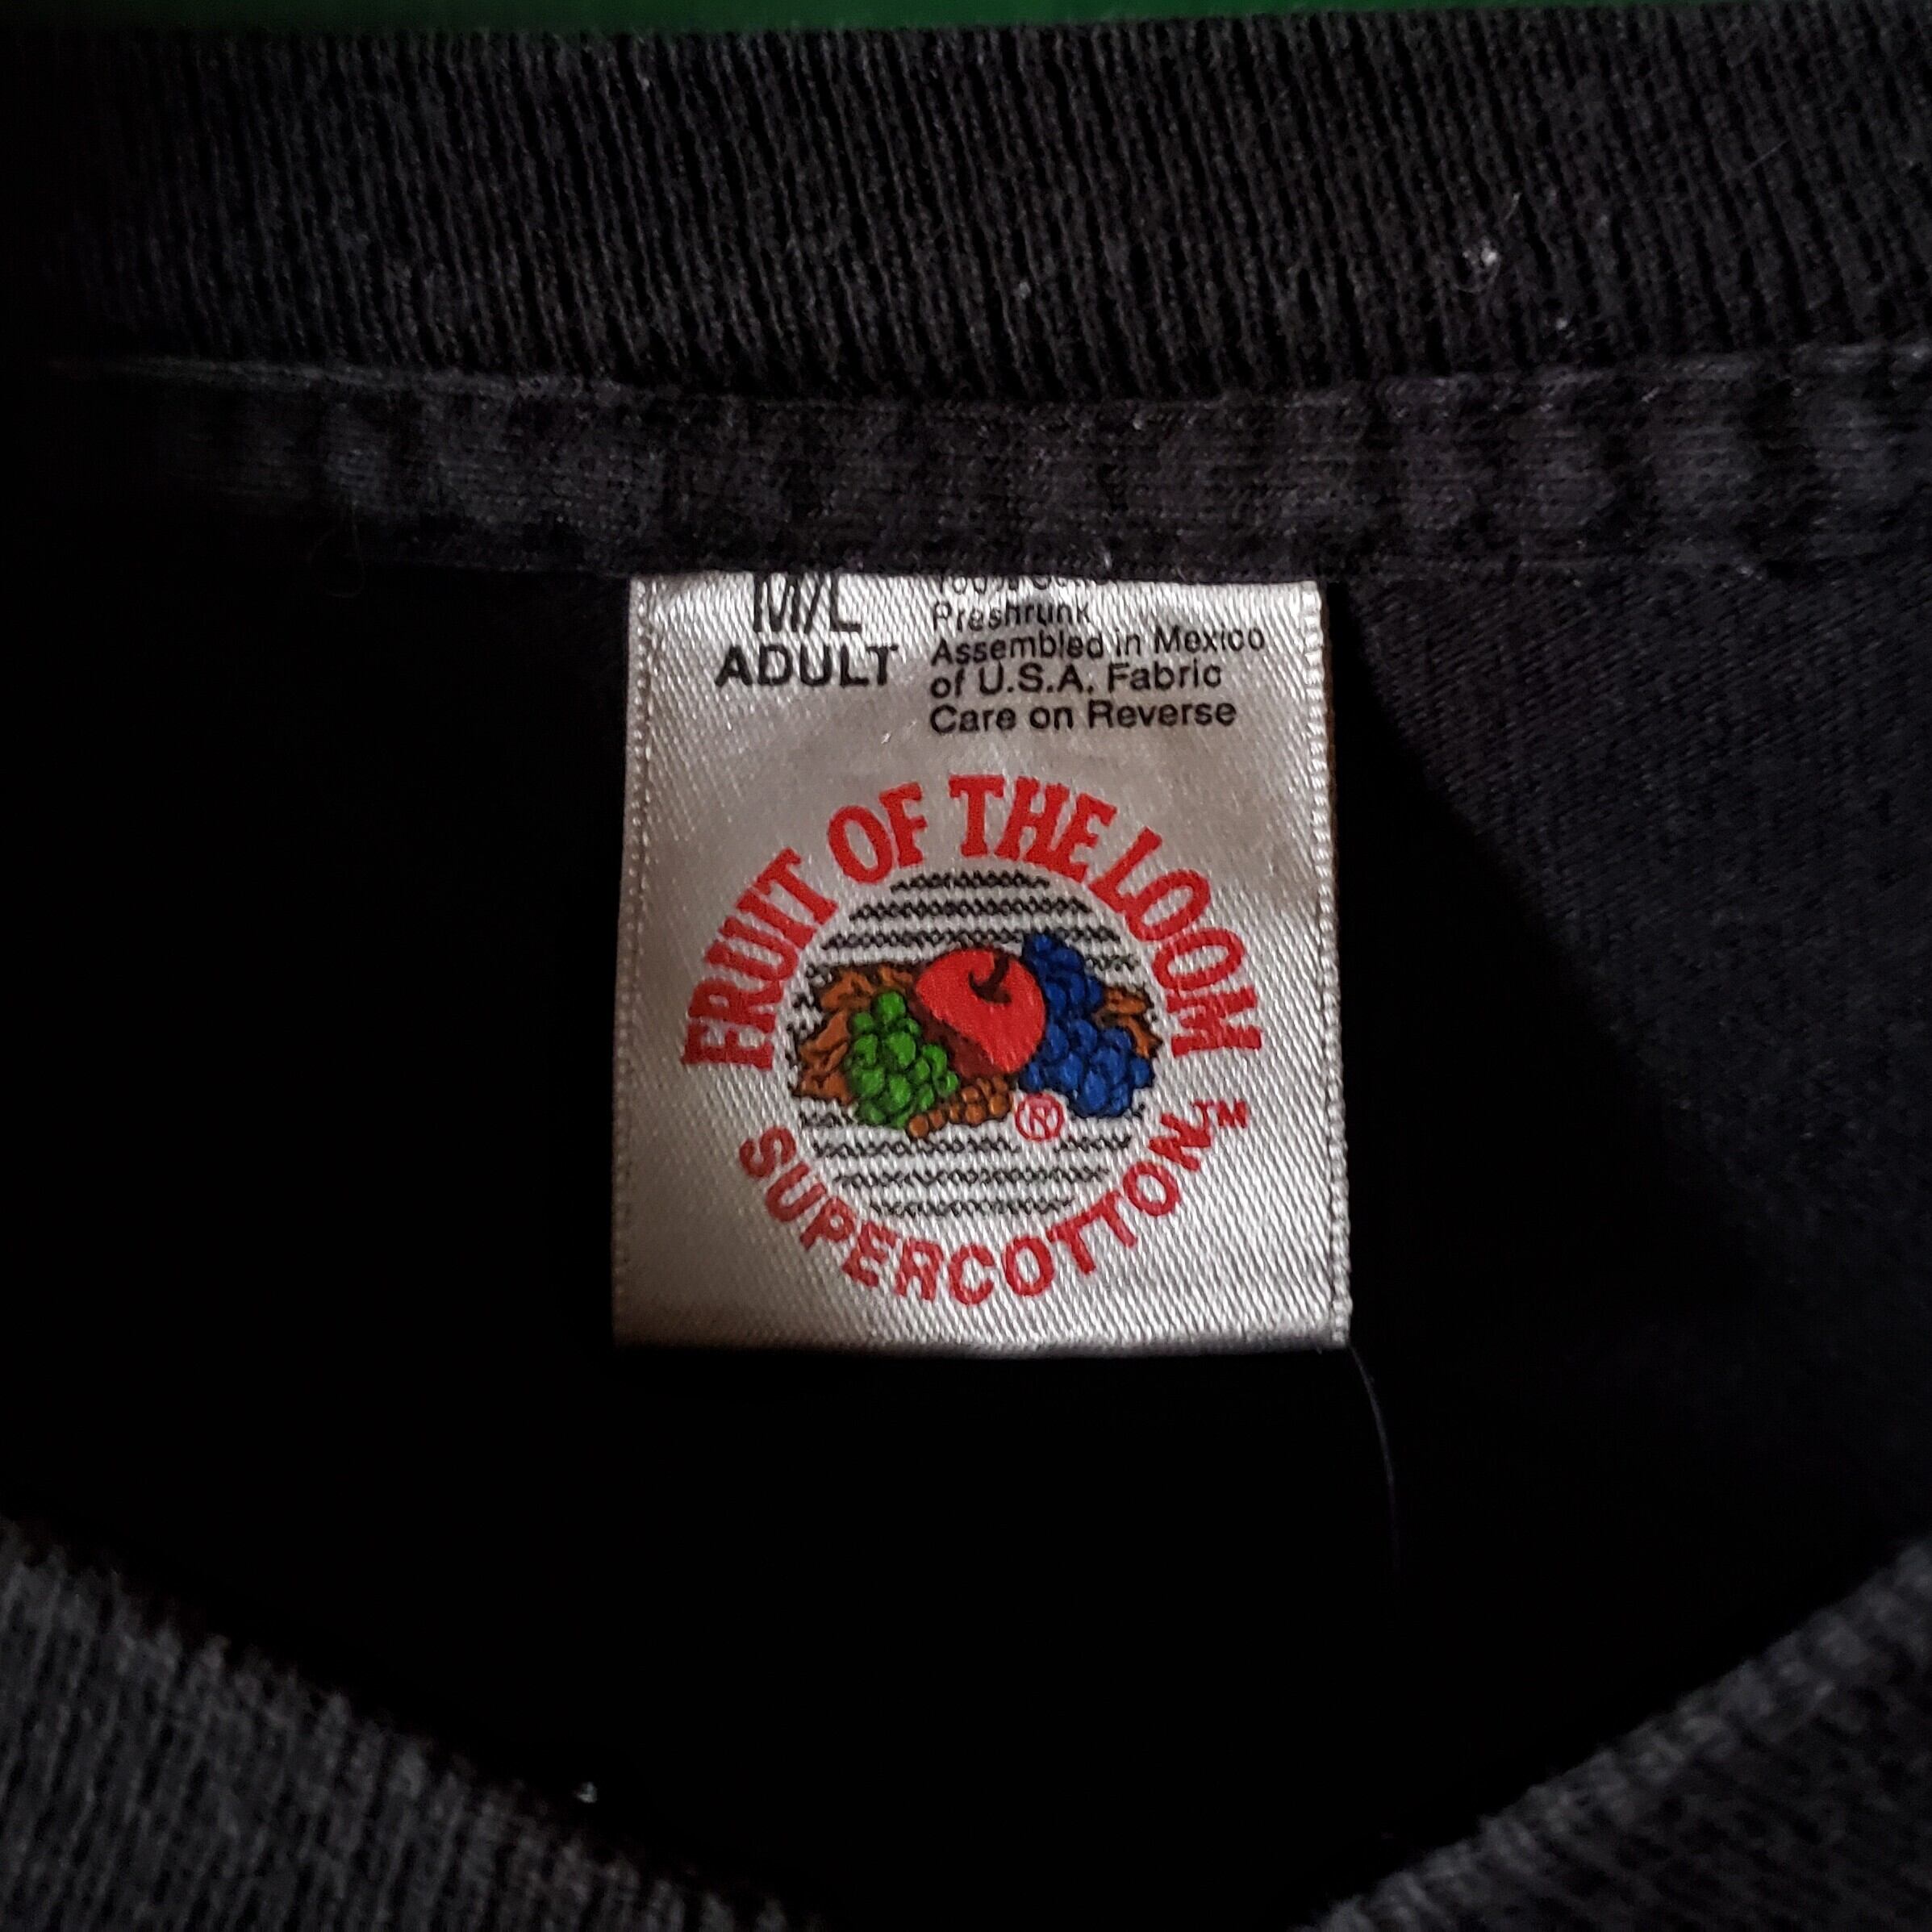 M/L
ADULT
Preshrunk
Assembled in Mexico
of U.S.A. Fabric
Care on Reverse
FRUIT OF THE LOOM
®
SUPERCOTTON™